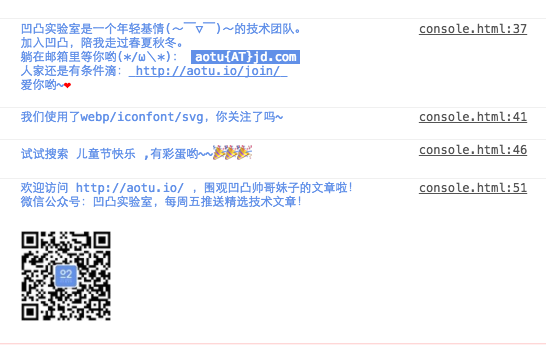 凹凸实验室是一个年轻基情(～￣▽￣)～的技术团队。 console.html:37
加入凹凸，陪我走过春夏秋冬。
躺在邮箱里等你哟(*/ω＼*)： aotu{AT}jd.com
人家还是有条件滴： http://aotu.io/join/
爱你哟~❤
我们使用了webp/iconfont/svg，你关注了吗~ console.html:41
试试搜索 儿童节快乐 ,有彩蛋哟~~🎉🎉🎉 console.html:46
欢迎访问 http://aotu.io/ ，围观凹凸帅哥妹子的文章啦！ console.html:51
微信公众号：凹凸实验室，每周五推送精选技术文章！
o2